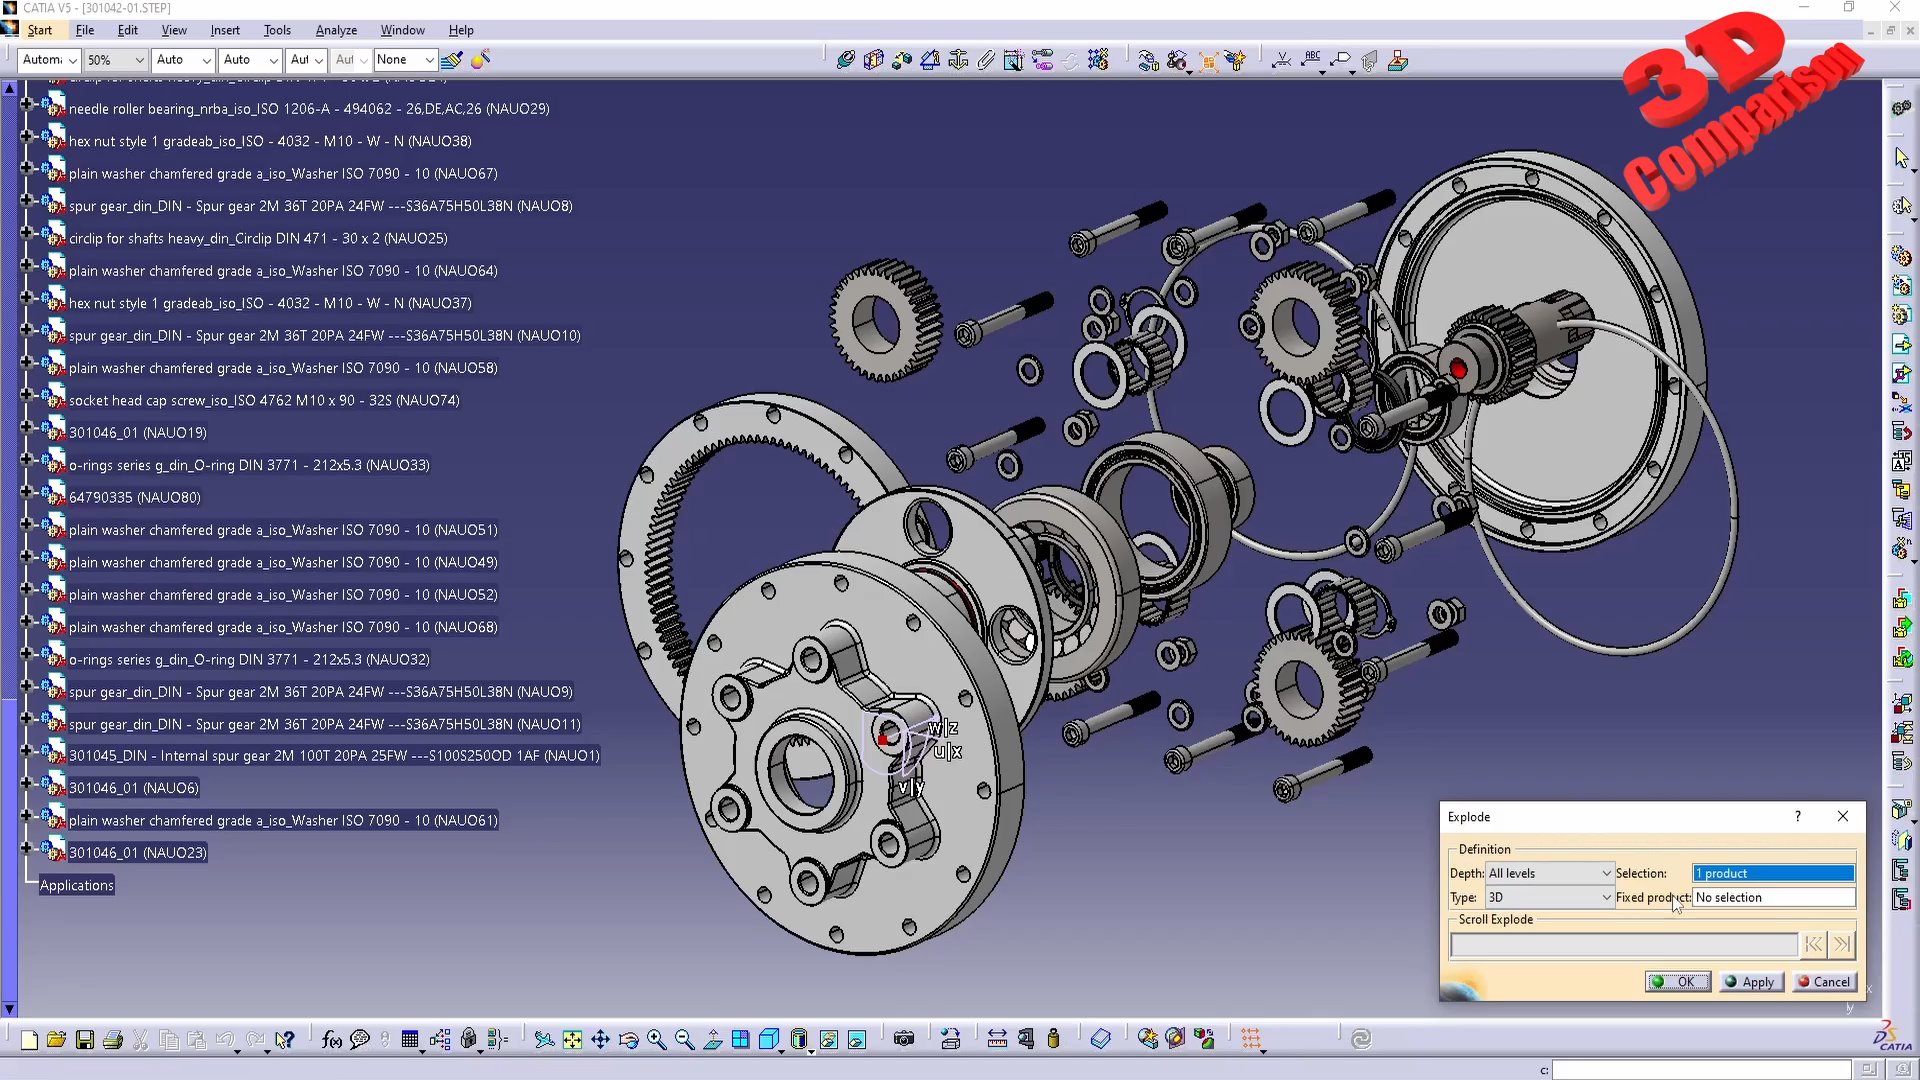 CATIA V5 - [301042-01.STEP]
Start File Edit View Insert Tools Analyze Window Help
Autom 50% Auto Auto Aut Aut None
3D
Comparison
needle roller bearing_nrba_iso_ISO 1206-A - 494062 - 26,DE,AC,26 (NAUO29)
hex nut style 1 gradeab_iso_ISO - 4032 - M10 - W - N (NAUO38)
plain washer chamfered grade a_iso_Washer ISO 7090 - 10 (NAUO67)
spur gear_din_DIN - Spur gear 2M 36T 20PA 24FW ---S36A75H50L38N (NAUO8)
circlip for shafts heavy_din_Circlip DIN 471 - 30 x 2 (NAUO25)
plain washer chamfered grade a_iso_Washer ISO 7090 - 10 (NAUO64)
hex nut style 1 gradeab_iso_ISO - 4032 - M10 - W - N (NAUO37)
spur gear_din_DIN - Spur gear 2M 36T 20PA 24FW ---S36A75H50L38N (NAUO10)
plain washer chamfered grade a_iso_Washer ISO 7090 - 10 (NAUO58)
socket head cap screw_iso_ISO 4762 M10 x 90 - 32S (NAUO74)
301046_01 (NAUO19)
o-rings series g_din_O-ring DIN 3771 - 212x5.3 (NAUO33)
64790335 (NAUO80)
plain washer chamfered grade a_iso_Washer ISO 7090 - 10 (NAUO51)
plain washer chamfered grade a_iso_Washer ISO 7090 - 10 (NAUO49)
plain washer chamfered grade a_iso_Washer ISO 7090 - 10 (NAUO52)
plain washer chamfered grade a_iso_Washer ISO 7090 - 10 (NAUO68)
o-rings series g_din_O-ring DIN 3771 - 212x5.3 (NAUO32)
spur gear_din_DIN - Spur gear 2M 36T 20PA 24FW ---S36A75H50L38N (NAUO9)
spur gear_din_DIN - Spur gear 2M 36T 20PA 24FW ---S36A75H50L38N (NAUO11)
301045_DIN - Internal spur gear 2M 100T 20PA 25FW ---S100S250OD 1AF (NAUO1)
301046_01 (NAUO6)
plain washer chamfered grade a_iso_Washer ISO 7090 - 10 (NAUO61)
301046_01 (NAUO23)
Applications
w|z
u|x
v|y
Explode ?
Definition
Depth: All levels Selection: 1 product
Type: 3D Fixed product: No selection
Scroll Explode
OK Apply Cancel
x
y
CATIA
c: